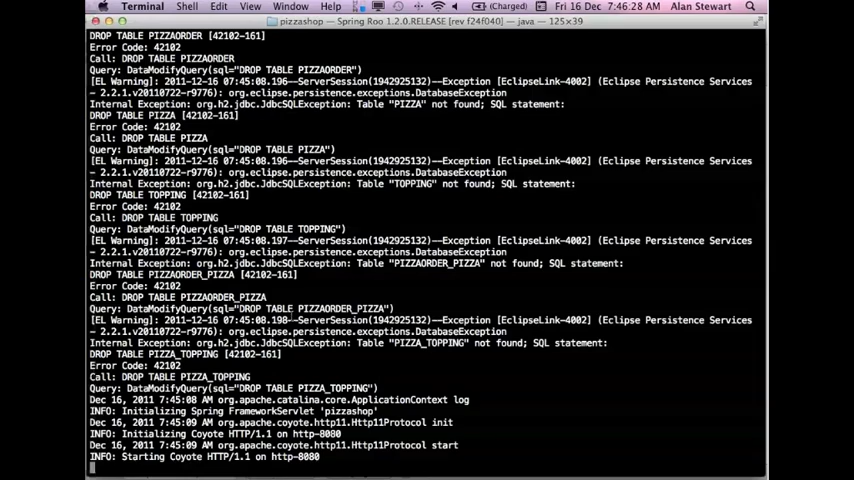 Terminal Shell Edit View Window Help (Charged) Fri 16 Dec 7:46:28 AM Alan Stewart
pizzashop — Spring Roo 1.2.0.RELEASE [rev f24f040] — java — 125×39
DROP TABLE PIZZAORDER [42102-161]
Error Code: 42102
Call: DROP TABLE PIZZAORDER
Query: DataModifyQuery(sql="DROP TABLE PIZZAORDER")
[EL Warning]: 2011-12-16 07:45:08.196--ServerSession(1942925132)--Exception [EclipseLink-4002] (Eclipse Persistence Services
- 2.2.1.v20110722-r9776): org.eclipse.persistence.exceptions.DatabaseException
Internal Exception: org.h2.jdbc.JdbcSQLException: Table "PIZZA" not found; SQL statement:
DROP TABLE PIZZA [42102-161]
Error Code: 42102
Call: DROP TABLE PIZZA
Query: DataModifyQuery(sql="DROP TABLE PIZZA")
[EL Warning]: 2011-12-16 07:45:08.196--ServerSession(1942925132)--Exception [EclipseLink-4002] (Eclipse Persistence Services
- 2.2.1.v20110722-r9776): org.eclipse.persistence.exceptions.DatabaseException
Internal Exception: org.h2.jdbc.JdbcSQLException: Table "TOPPING" not found; SQL statement:
DROP TABLE TOPPING [42102-161]
Error Code: 42102
Call: DROP TABLE TOPPING
Query: DataModifyQuery(sql="DROP TABLE TOPPING")
[EL Warning]: 2011-12-16 07:45:08.197--ServerSession(1942925132)--Exception [EclipseLink-4002] (Eclipse Persistence Services
- 2.2.1.v20110722-r9776): org.eclipse.persistence.exceptions.DatabaseException
Internal Exception: org.h2.jdbc.JdbcSQLException: Table "PIZZAORDER_PIZZA" not found; SQL statement:
DROP TABLE PIZZAORDER_PIZZA [42102-161]
Error Code: 42102
Call: DROP TABLE PIZZAORDER_PIZZA
Query: DataModifyQuery(sql="DROP TABLE PIZZAORDER_PIZZA")
[EL Warning]: 2011-12-16 07:45:08.198--ServerSession(1942925132)--Exception [EclipseLink-4002] (Eclipse Persistence Services
- 2.2.1.v20110722-r9776): org.eclipse.persistence.exceptions.DatabaseException
Internal Exception: org.h2.jdbc.JdbcSQLException: Table "PIZZA_TOPPING" not found; SQL statement:
DROP TABLE PIZZA_TOPPING [42102-161]
Error Code: 42102
Call: DROP TABLE PIZZA_TOPPING
Query: DataModifyQuery(sql="DROP TABLE PIZZA_TOPPING")
Dec 16, 2011 7:45:08 AM org.apache.catalina.core.ApplicationContext log
INFO: Initializing Spring FrameworkServlet 'pizzashop'
Dec 16, 2011 7:45:09 AM org.apache.coyote.http11.Http11Protocol init
INFO: Initializing Coyote HTTP/1.1 on http-8080
Dec 16, 2011 7:45:09 AM org.apache.coyote.http11.Http11Protocol start
INFO: Starting Coyote HTTP/1.1 on http-8080